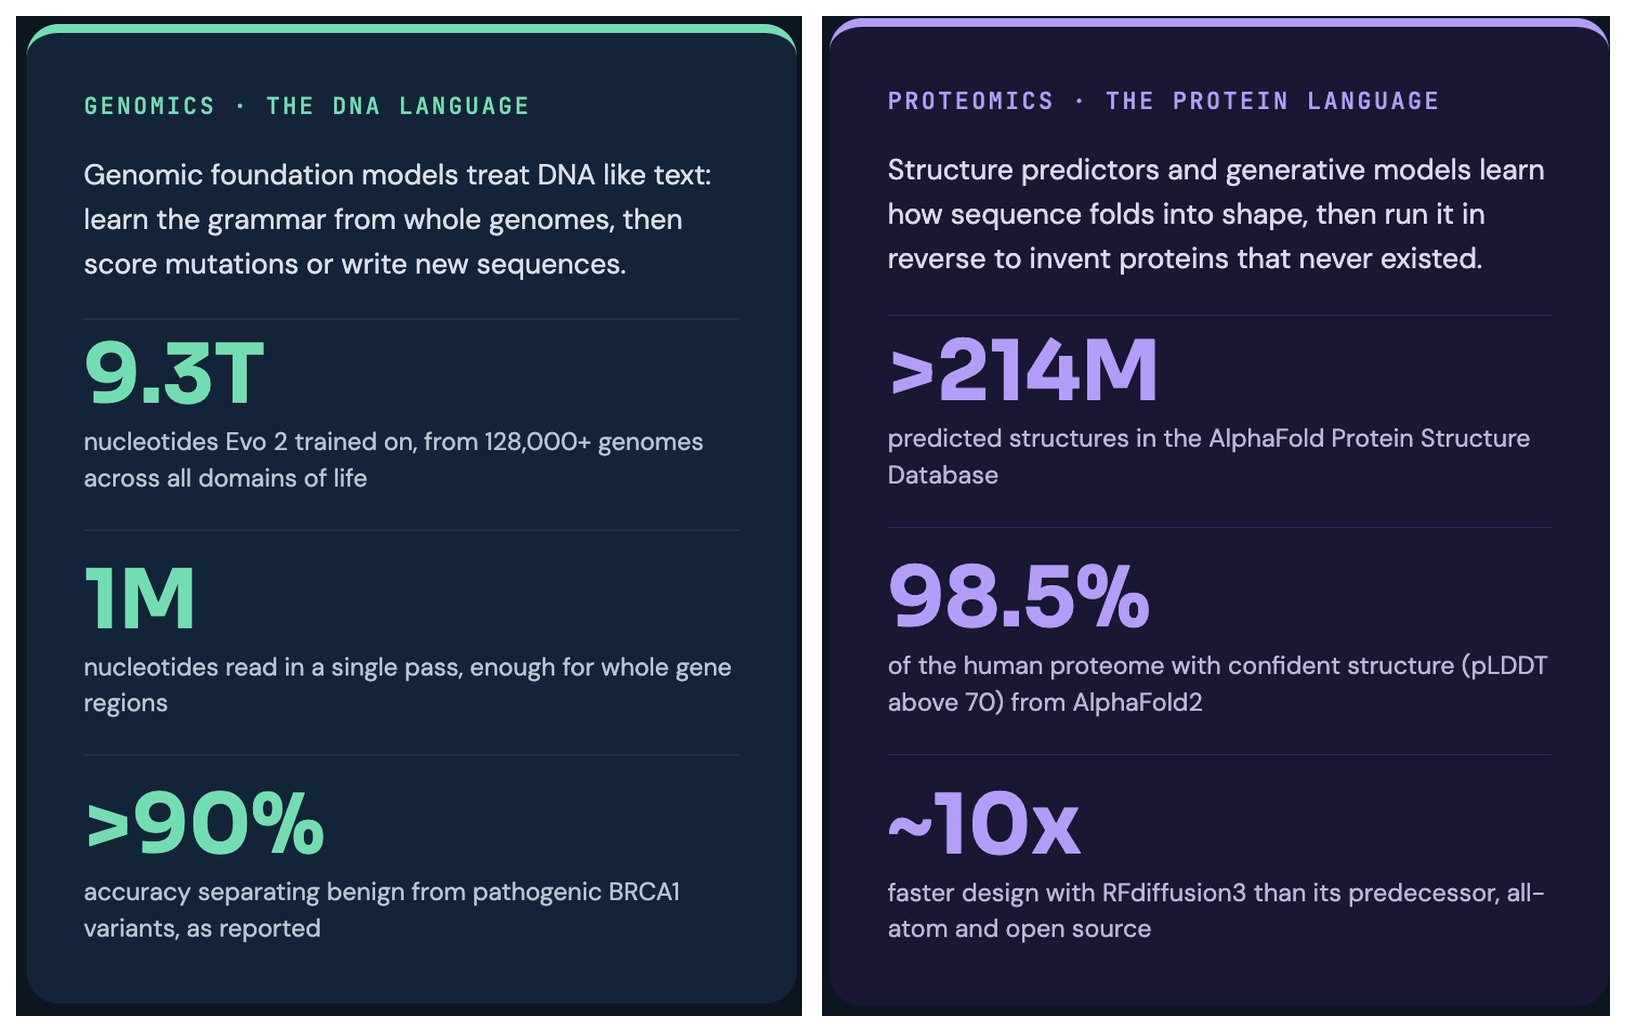 GENOMICS · THE DNA LANGUAGE
Genomic foundation models treat DNA like text:
learn the grammar from whole genomes, then
score mutations or write new sequences.
9.3T
nucleotides Evo 2 trained on, from 128,000+ genomes
across all domains of life
1M
nucleotides read in a single pass, enough for whole gene
regions
>90%
accuracy separating benign from pathogenic BRCA1
variants, as reported
PROTEOMICS · THE PROTEIN LANGUAGE
Structure predictors and generative models learn
how sequence folds into shape, then run it in
reverse to invent proteins that never existed.
>214M
predicted structures in the AlphaFold Protein Structure
Database
98.5%
of the human proteome with confident structure (pLDDT
above 70) from AlphaFold2
~10x
faster design with RFdiffusion3 than its predecessor, all-
atom and open source